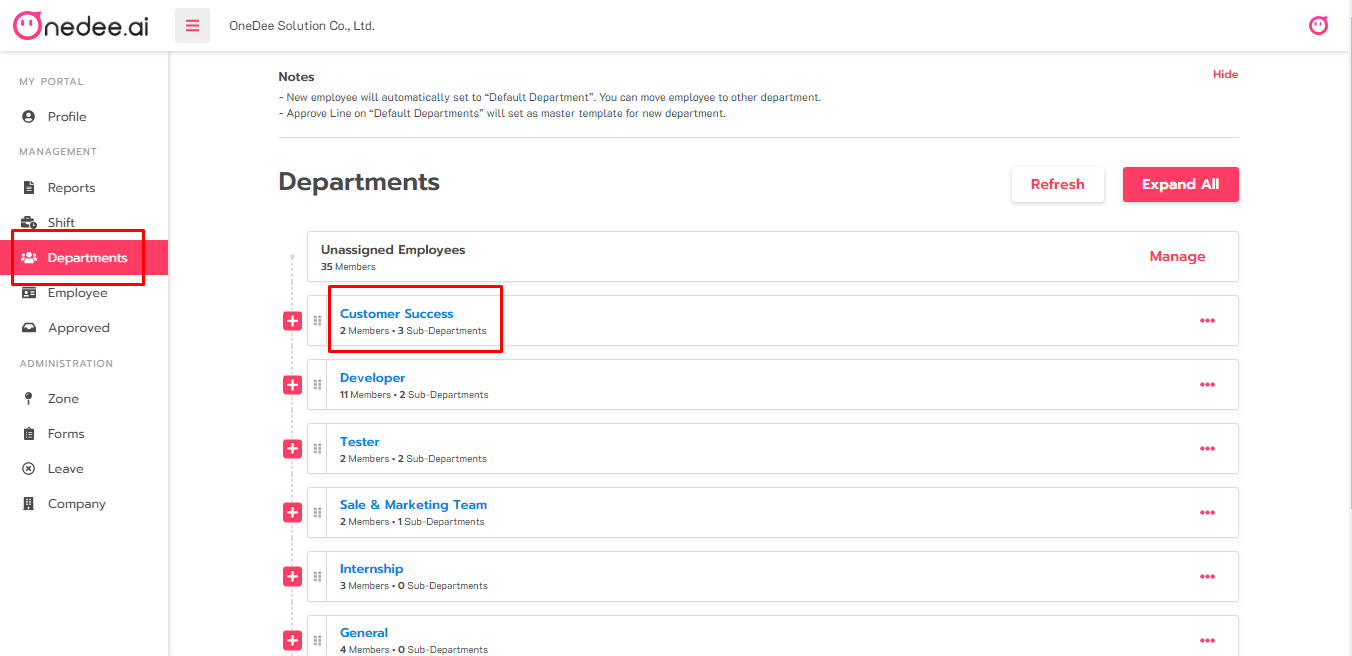 Onedee.ai
OneDee Solution Co., Ltd.
MY PORTAL
Profile
MANAGEMENT
Reports
Shift
Departments
Employee
Approved
ADMINISTRATION
Zone
Forms
Leave
Company
Notes
Hide
- New employee will automatically set to “Default Department”. You can move employee to other department.
- Approve Line on “Default Departments” will set as master template for new department.
Departments
Refresh
Expand All
Unassigned Employees
35 Members
Manage
Customer Success
2 Members • 3 Sub-Departments
Developer
11 Members • 2 Sub-Departments
Tester
2 Members • 2 Sub-Departments
Sale & Marketing Team
2 Members • 1 Sub-Departments
Internship
3 Members • 0 Sub-Departments
General
4 Members • 0 Sub-Departments